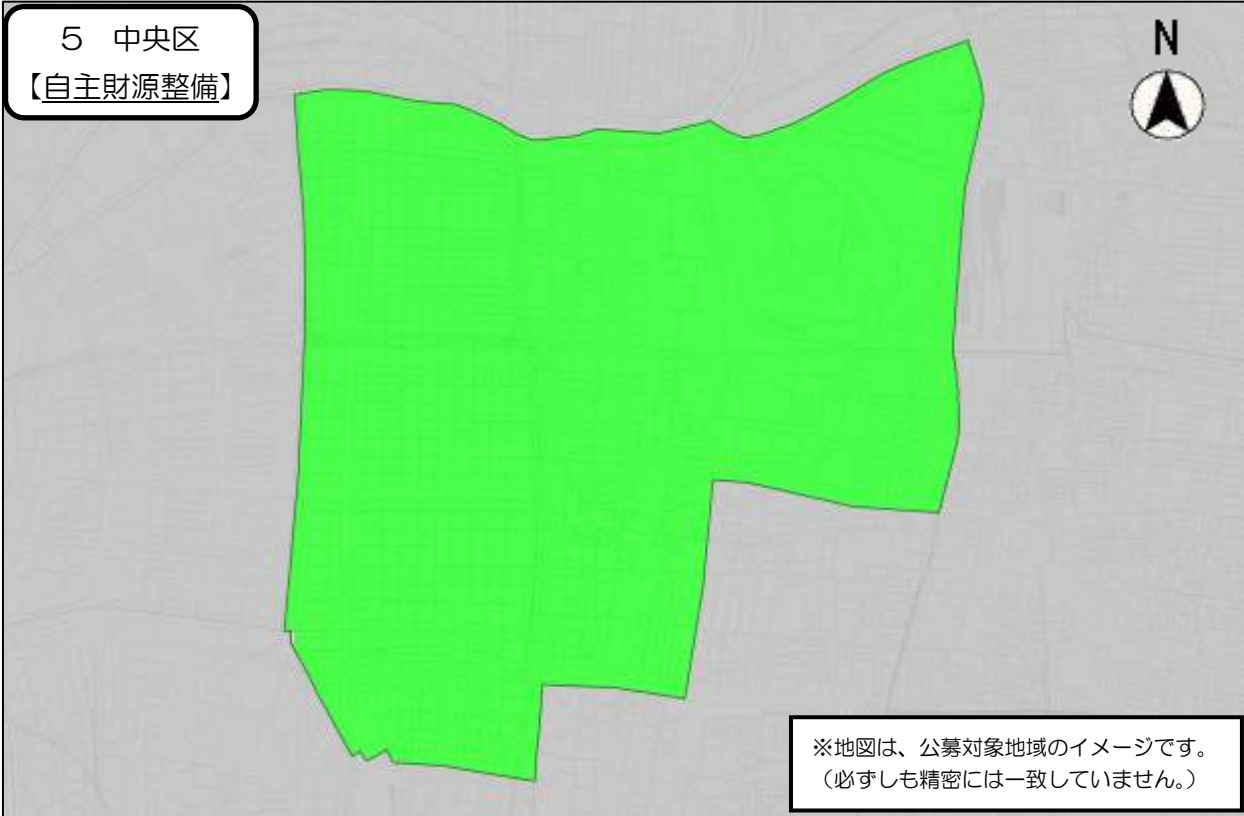 ５　中央区
【自主財源整備】
N
※地図は、公募対象地域のイメージです。
（必ずしも精密には一致していません。）